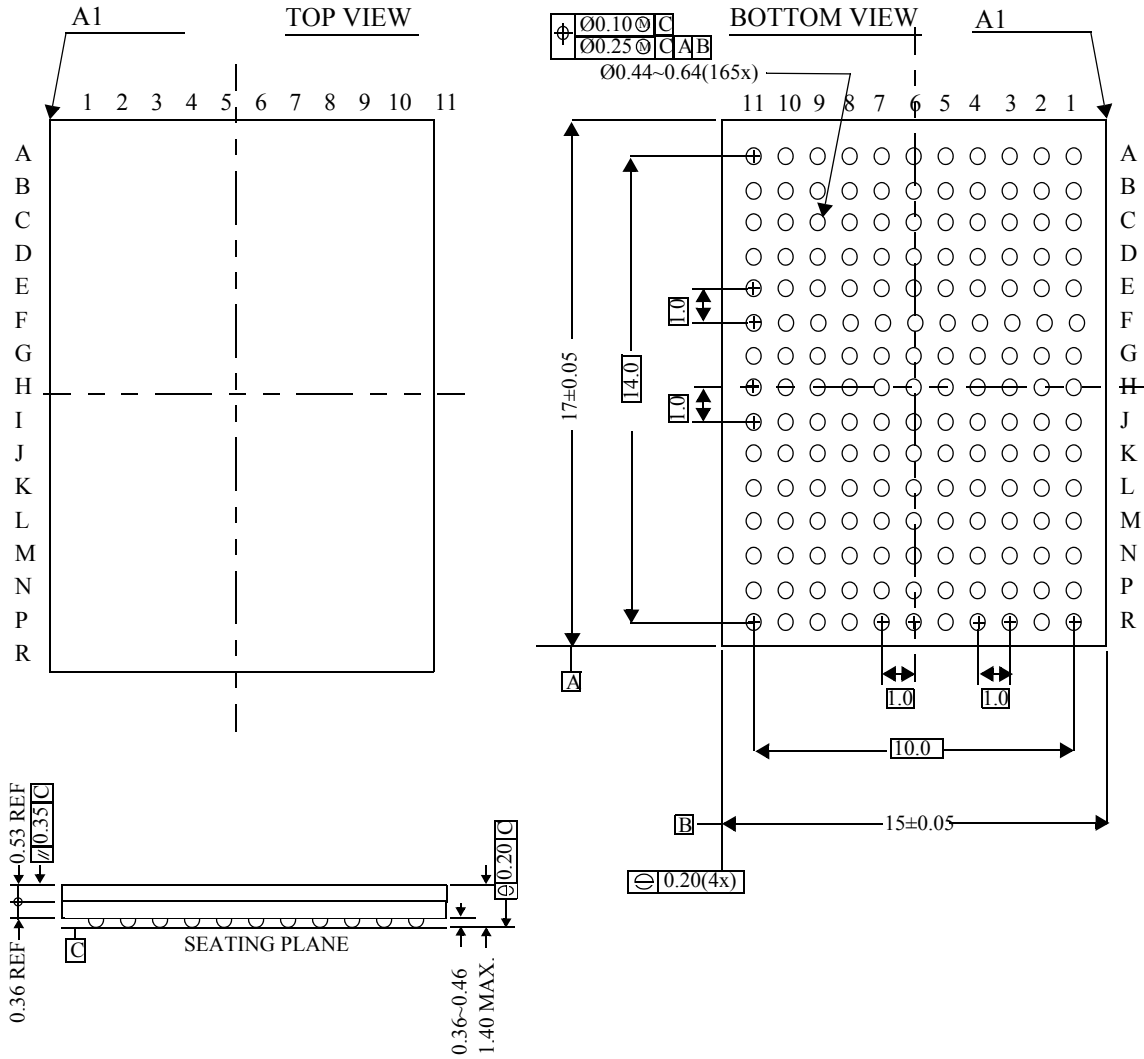 A1
TOP VIEW
1 2 3 4 5 6 7 8 9 10 11
A
B
C
D
E
F
G
H
I
J
K
L
M
N
P
R
⌖ Ø0.10 Ⓜ C
Ø0.25 Ⓜ C A B
BOTTOM VIEW
A1
Ø0.44~0.64(165x)
11 10 9 8 7 6 5 4 3 2 1
A
B
C
D
E
F
G
H
J
K
L
M
N
P
R
17±0.05
14.0
1.0
1.0
A
1.0
1.0
10.0
B
15±0.05
0.20(4x)
0.53 REF
// 0.35 C
0.36 REF
C
SEATING PLANE
0.20 C
0.36~0.46
1.40 MAX.